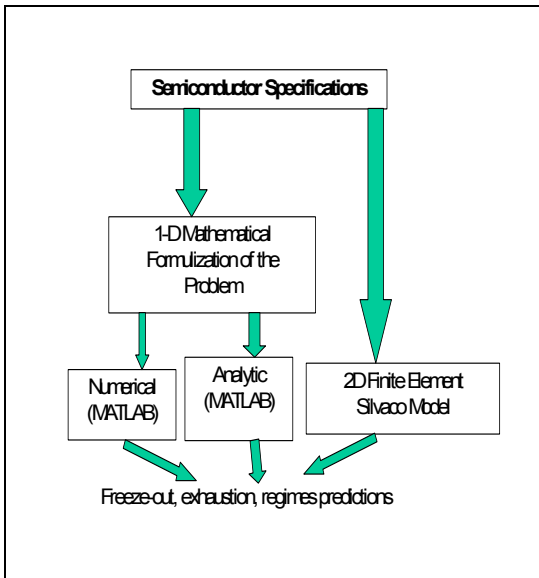 Semiconductor Specifications
1-D Mathematical
Formulization of the
Problem
Numerical
(MATLAB)
Analytic
(MATLAB)
2D Finite Element
Silvaco Model
Freeze-out, exhaustion, regimes predictions